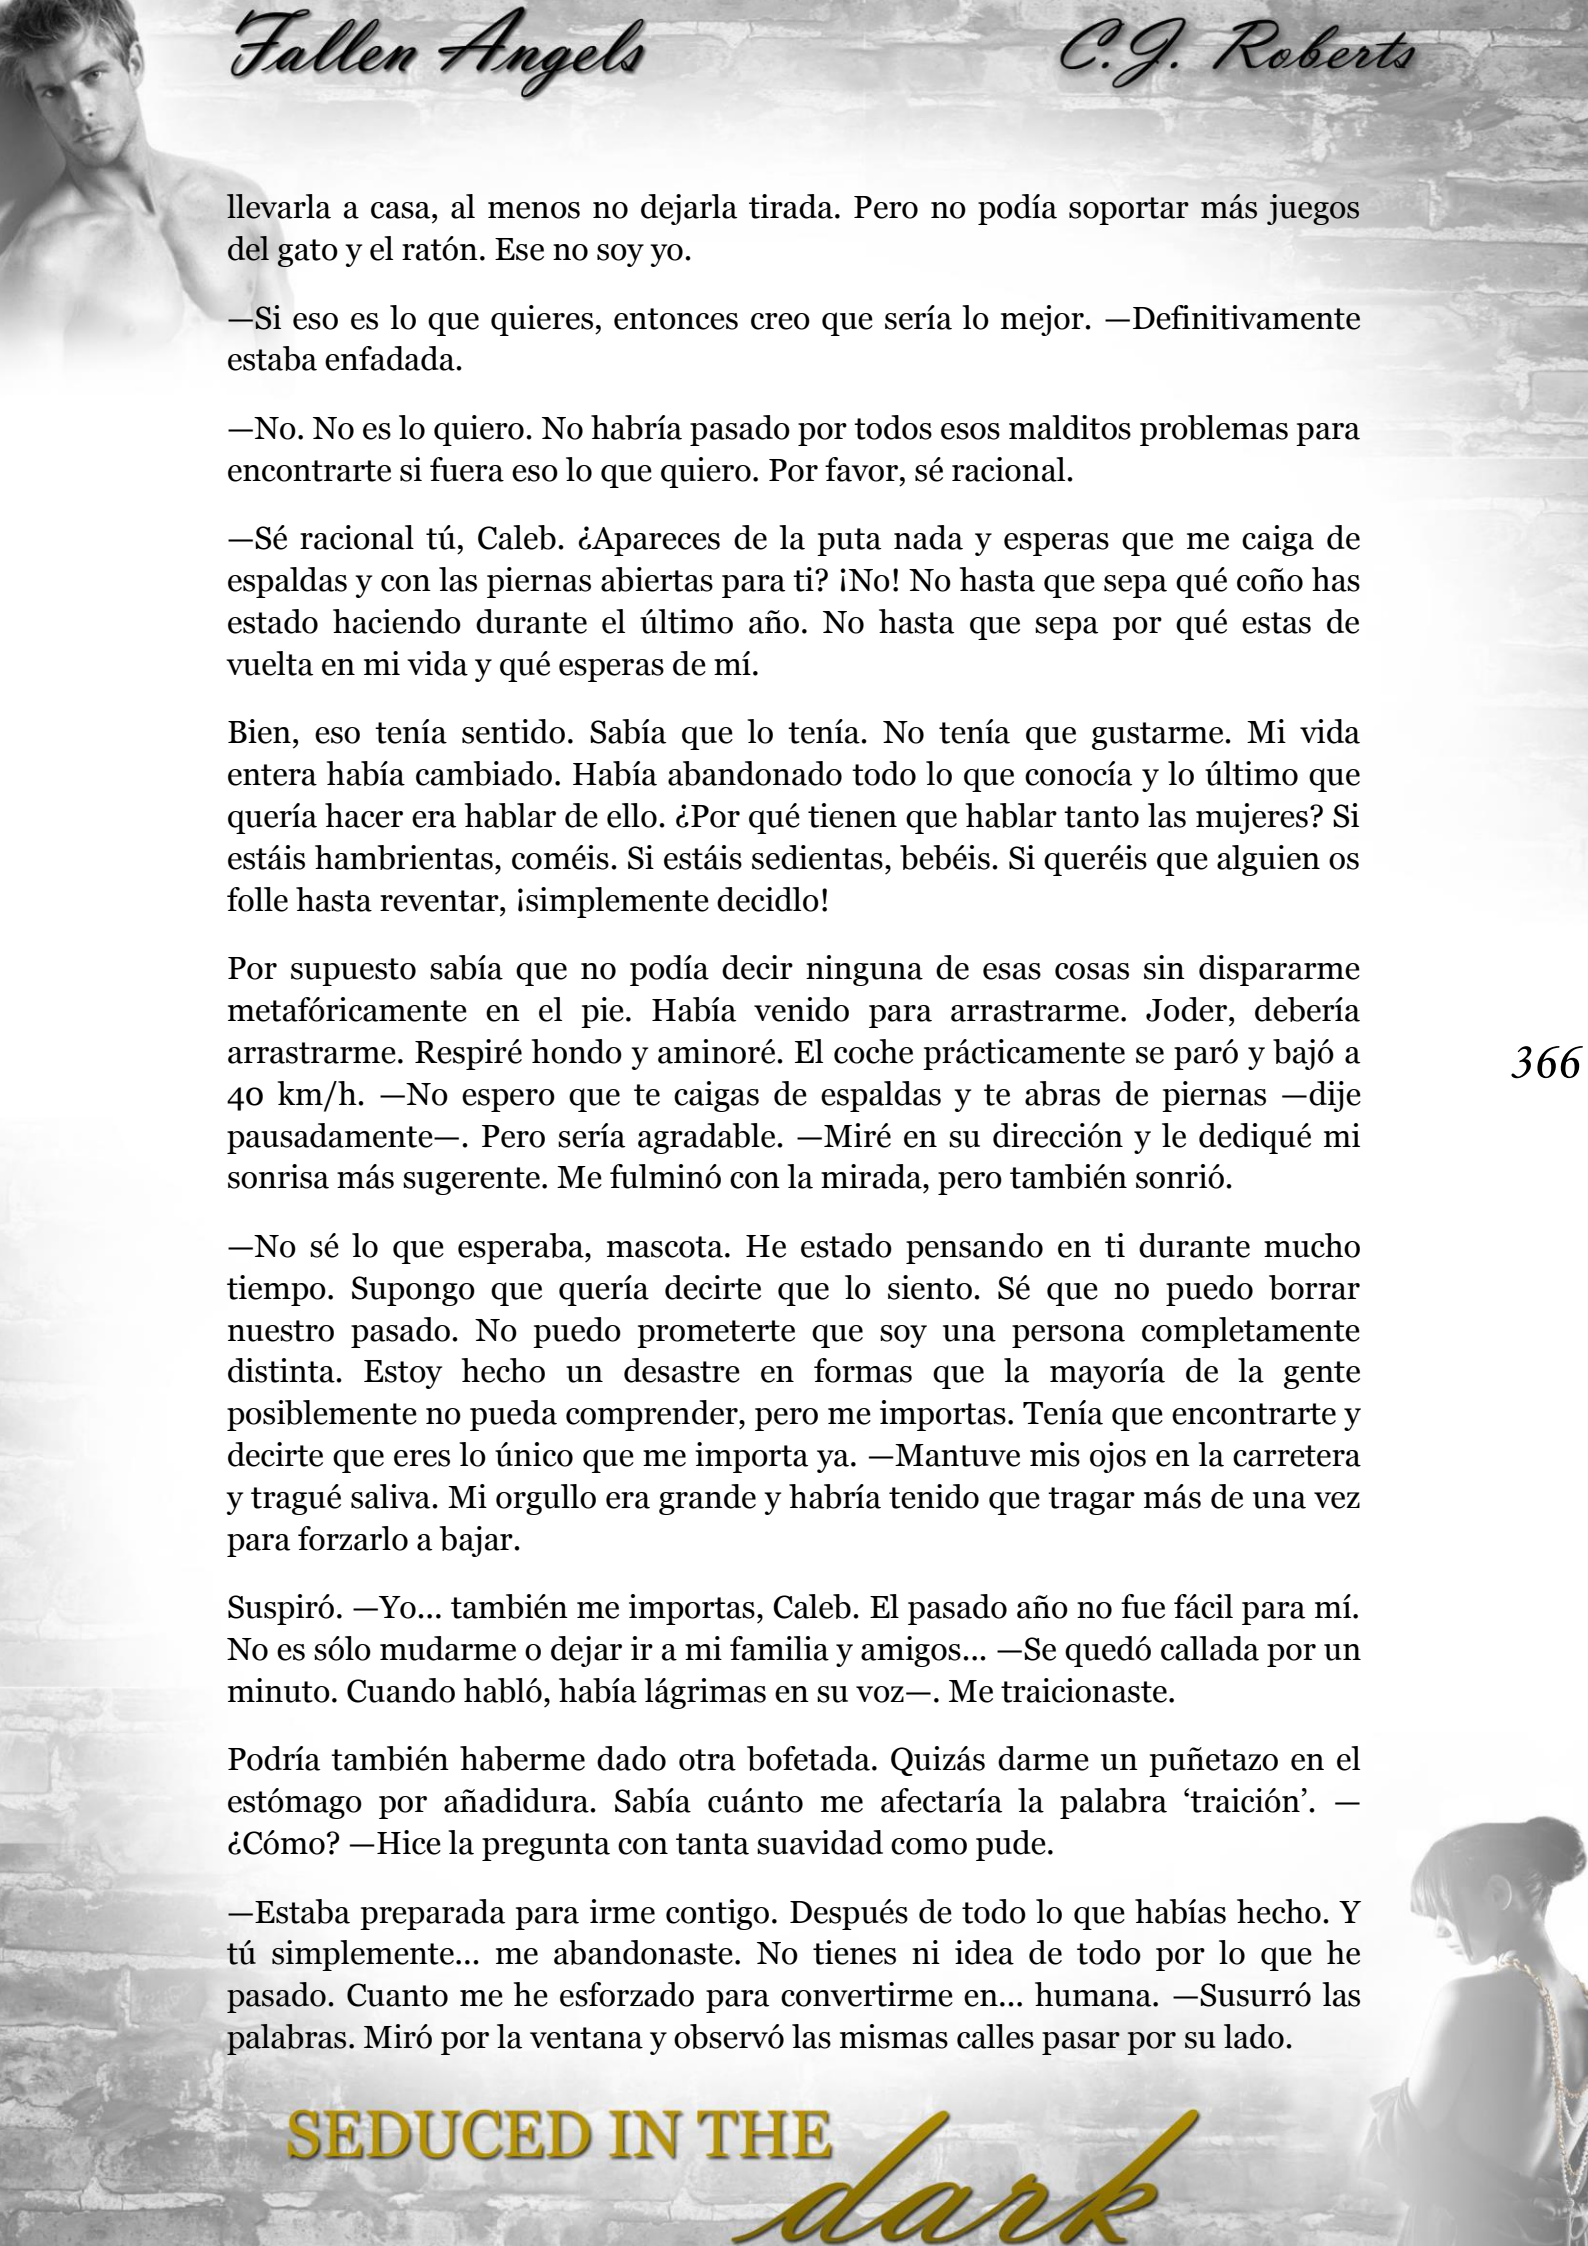 Fallen Angels
C.J. Roberts
llevarla a casa, al menos no dejarla tirada. Pero no podía soportar más juegos
del gato y el ratón. Ese no soy yo.
—Si eso es lo que quieres, entonces creo que sería lo mejor. —Definitivamente
estaba enfadada.
—No. No es lo quiero. No habría pasado por todos esos malditos problemas para
encontrarte si fuera eso lo que quiero. Por favor, sé racional.
—Sé racional tú, Caleb. ¿Apareces de la puta nada y esperas que me caiga de
espaldas y con las piernas abiertas para ti? ¡No! No hasta que sepa qué coño has
estado haciendo durante el último año. No hasta que sepa por qué estas de
vuelta en mi vida y qué esperas de mí.
Bien, eso tenía sentido. Sabía que lo tenía. No tenía que gustarme. Mi vida
entera había cambiado. Había abandonado todo lo que conocía y lo último que
quería hacer era hablar de ello. ¿Por qué tienen que hablar tanto las mujeres? Si
estáis hambrientas, coméis. Si estáis sedientas, bebéis. Si queréis que alguien os
folle hasta reventar, ¡simplemente decidlo!
Por supuesto sabía que no podía decir ninguna de esas cosas sin dispararme
metafóricamente en el pie. Había venido para arrastrarme. Joder, debería
arrastrarme. Respiré hondo y aminoré. El coche prácticamente se paró y bajó a
40 km/h. —No espero que te caigas de espaldas y te abras de piernas —dije
pausadamente—. Pero sería agradable. —Miré en su dirección y le dediqué mi
sonrisa más sugerente. Me fulminó con la mirada, pero también sonrió.
366
—No sé lo que esperaba, mascota. He estado pensando en ti durante mucho
tiempo. Supongo que quería decirte que lo siento. Sé que no puedo borrar
nuestro pasado. No puedo prometerte que soy una persona completamente
distinta. Estoy hecho un desastre en formas que la mayoría de la gente
posiblemente no pueda comprender, pero me importas. Tenía que encontrarte y
decirte que eres lo único que me importa ya. —Mantuve mis ojos en la carretera
y tragué saliva. Mi orgullo era grande y habría tenido que tragar más de una vez
para forzarlo a bajar.
Suspiró. —Yo... también me importas, Caleb. El pasado año no fue fácil para mí.
No es sólo mudarme o dejar ir a mi familia y amigos... —Se quedó callada por un
minuto. Cuando habló, había lágrimas en su voz—. Me traicionaste.
Podría también haberme dado otra bofetada. Quizás darme un puñetazo en el
estómago por añadidura. Sabía cuánto me afectaría la palabra ‘traición’. —
¿Cómo? —Hice la pregunta con tanta suavidad como pude.
—Estaba preparada para irme contigo. Después de todo lo que habías hecho. Y
tú simplemente... me abandonaste. No tienes ni idea de todo por lo que he
pasado. Cuanto me he esforzado para convertirme en... humana. —Susurró las
palabras. Miró por la ventana y observó las mismas calles pasar por su lado.
SEDUCED IN THE
dark